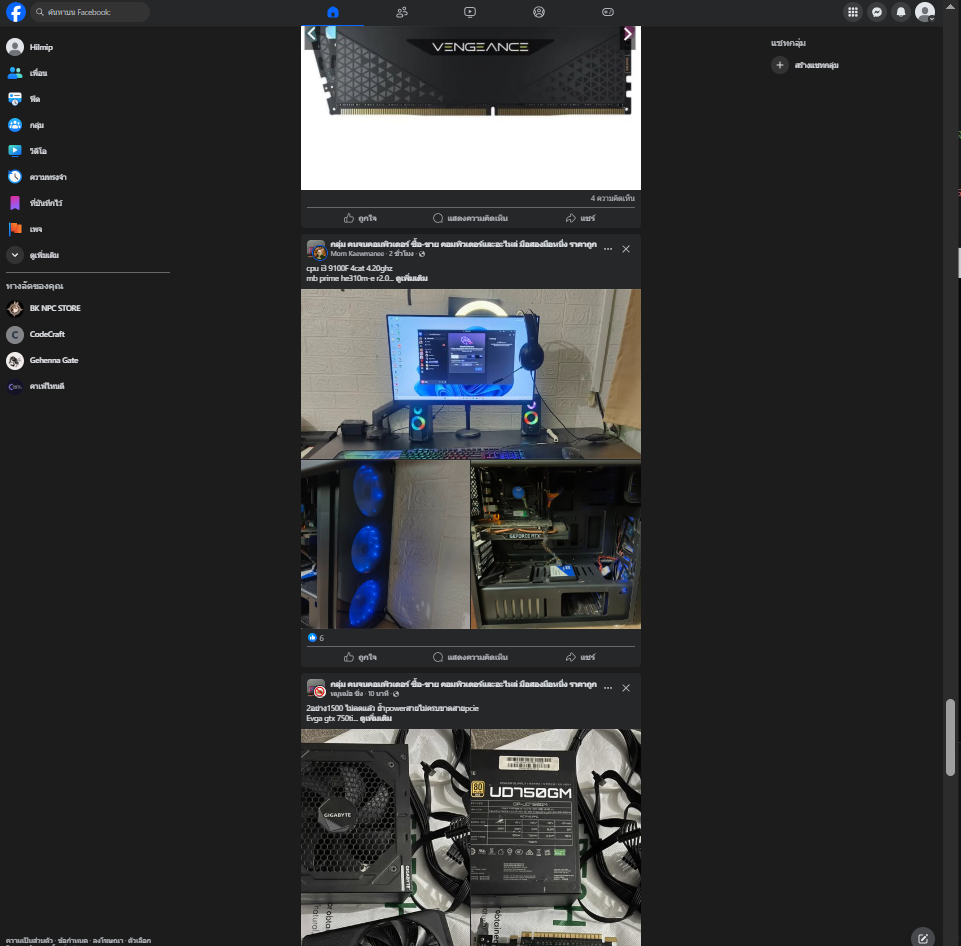 ค้นหาบน Facebook
Hilmip
เพื่อน
ฟีด
กลุ่ม
วิดีโอ
ความทรงจำ
ที่บันทึกไว้
เพจ
ดูเพิ่มเติม
ทางลัดของคุณ
BK NPC STORE
CodeCraft
Gehenna Gate
คาเฟ่โหนดี
ความเป็นส่วนตัว · ข้อกำหนด · ลงโฆษณา · ตัวเลือก
VENGEANCE
4 ความคิดเห็น
ถูกใจ
แสดงความคิดเห็น
แชร์
กลุ่ม คนจนคอมพิวเตอร์ ซื้อ-ขาย คอมพิวเตอร์และอะไหล่ มือสองมือหนึ่ง ราคาถูก
Mom Kaewmanee · 2 ชั่วโมง
cpu i3 9100F 4cat 4.20ghz
mb prime he310m-e r2.0... ดูเพิ่มเติม
GEFORCE RTX
6
ถูกใจ
แสดงความคิดเห็น
แชร์
กลุ่ม คนจนคอมพิวเตอร์ ซื้อ-ขาย คอมพิวเตอร์และอะไหล่ มือสองมือหนึ่ง ราคาถูก
10 นาที
2อย่าง1500 ไม่ลดแล้ว ย้ำpowerสายไม่ครบขาดสายpcie
Evga gtx 750ti... ดูเพิ่มเติม
GIGABYTE
GIGABYTE
80
GOLD
UD750GM
GP-UD750GM
แชทกลุ่ม
สร้างแชทกลุ่ม